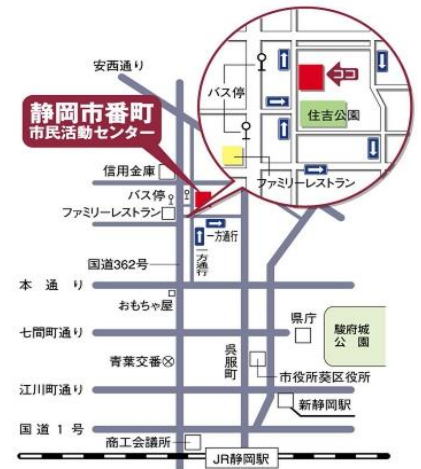 安西通り
バス停
ココ
住吉公園
ファミリーレストラン
静岡市番町
市民活動センター
信用金庫
バス停
ファミリーレストラン
一方通行
一方通行
国道362号
本通り
おもちゃ屋
七間町通り
県庁
駿府城
公園
青葉交番
呉服町
市役所葵区役所
江川町通り
新静岡駅
国道1号
商工会議所
JR静岡駅